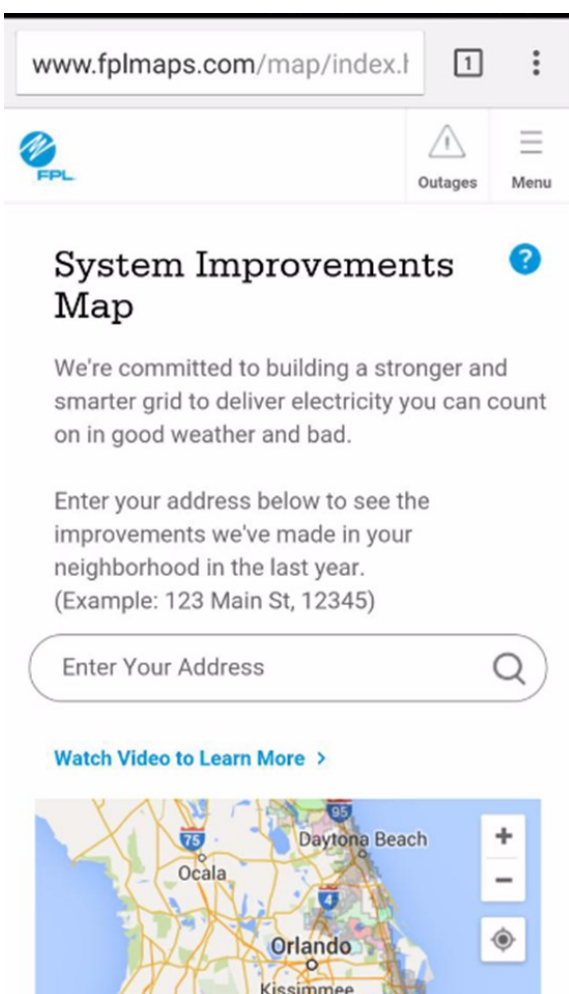 www.fplmaps.com/map/index.h
1
FPL.
Outages
Menu
System Improvements
Map
?
We're committed to building a stronger and
smarter grid to deliver electricity you can count
on in good weather and bad.
Enter your address below to see the
improvements we've made in your
neighborhood in the last year.
(Example: 123 Main St, 12345)
Enter Your Address
Watch Video to Learn More >
95
75
Daytona Beach
+
Ocala
−
4
Orlando
Kissimmee